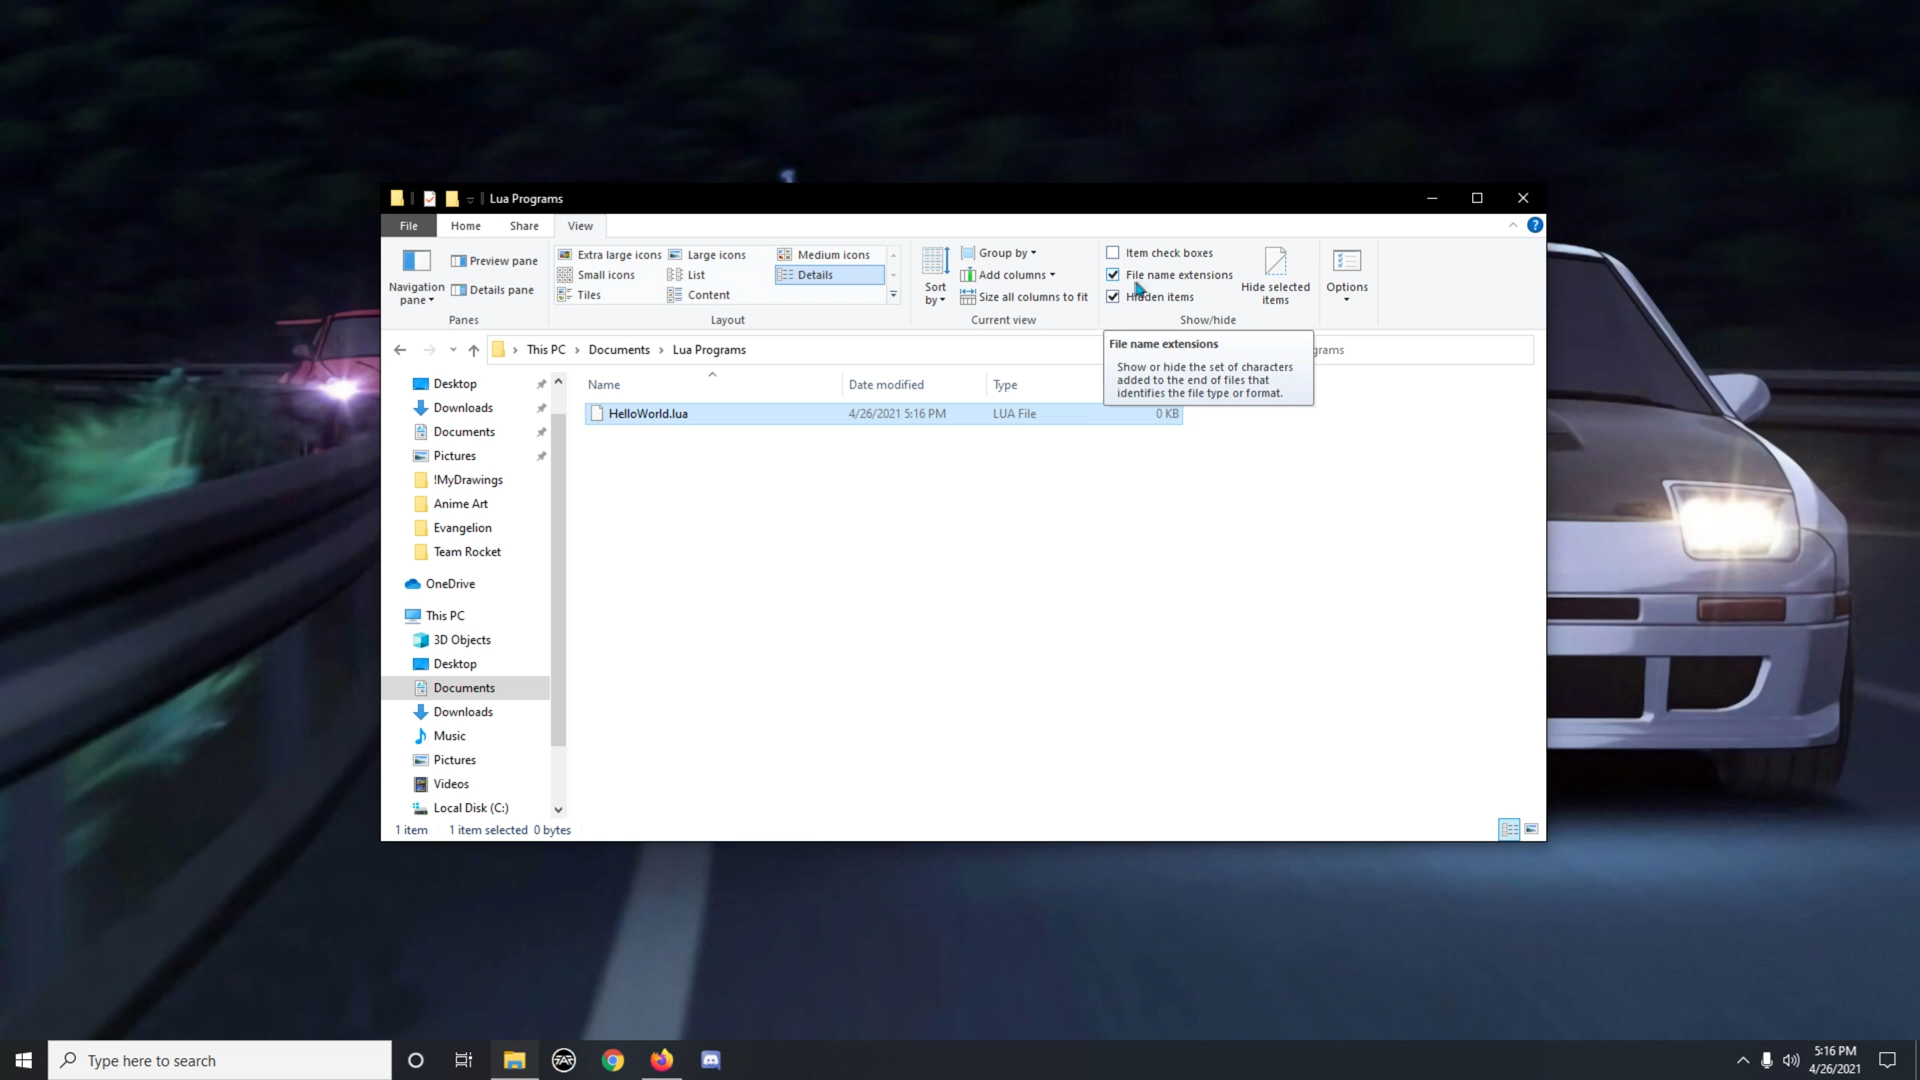 Lua Programs
File Home Share View
Navigation pane
Preview pane
Details pane
Panes
Extra large icons Large icons Medium icons
Small icons List Details
Tiles Content
Layout
Sort by
Group by
Add columns
Size all columns to fit
Current view
Item check boxes
File name extensions
Hidden items
Hide selected items
Show/hide
Options
This PC Documents Lua Programs
File name extensions
Show or hide the set of characters
added to the end of files that
identifies the file type or format.
Name Date modified Type
HelloWorld.lua 4/26/2021 5:16 PM LUA File 0 KB
Desktop
Downloads
Documents
Pictures
!MyDrawings
Anime Art
Evangelion
Team Rocket
OneDrive
This PC
3D Objects
Desktop
Documents
Downloads
Music
Pictures
Videos
Local Disk (C:)
1 item 1 item selected 0 bytes
Type here to search
5:16 PM
4/26/2021